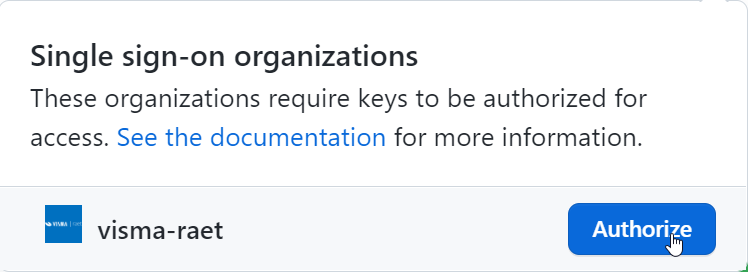 Single sign-on organizations
These organizations require keys to be authorized for
access. See the documentation for more information.
VISMA
visma-raet
Authorize